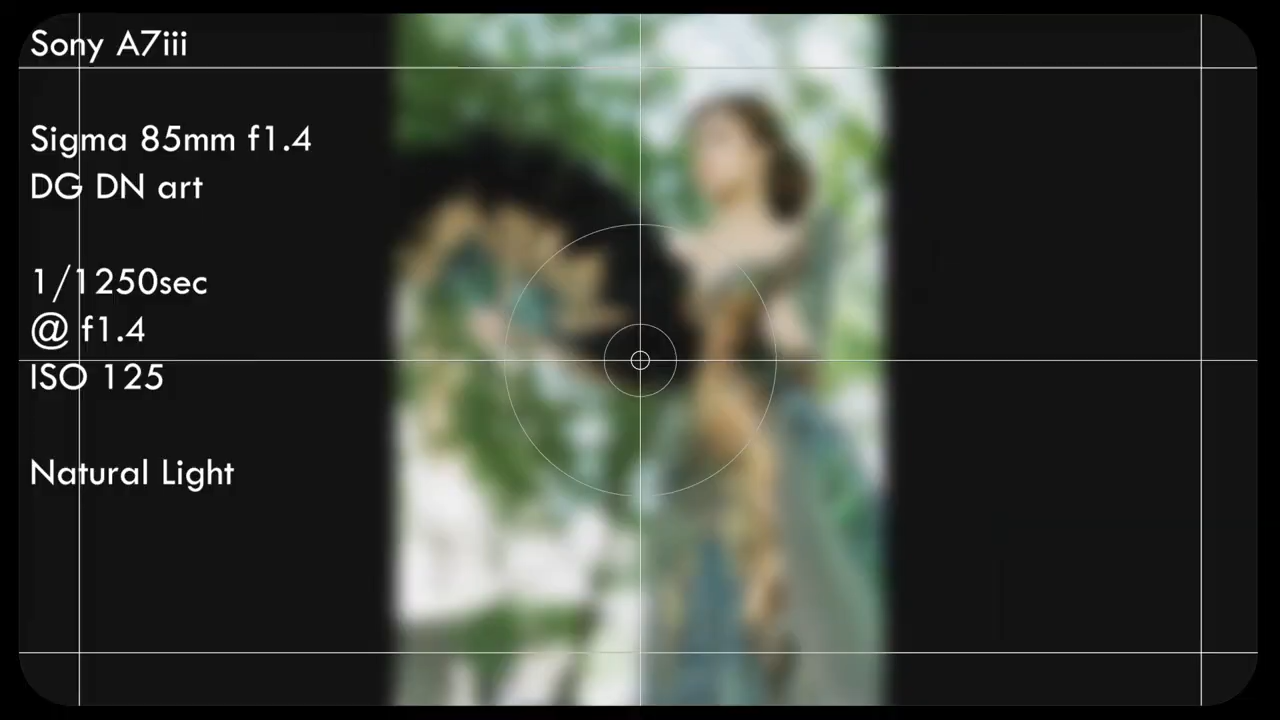 Sony A7iii
Sigma 85mm f1.4
DG DN art
1/1250sec
@ f1.4
ISO 125
Natural Light